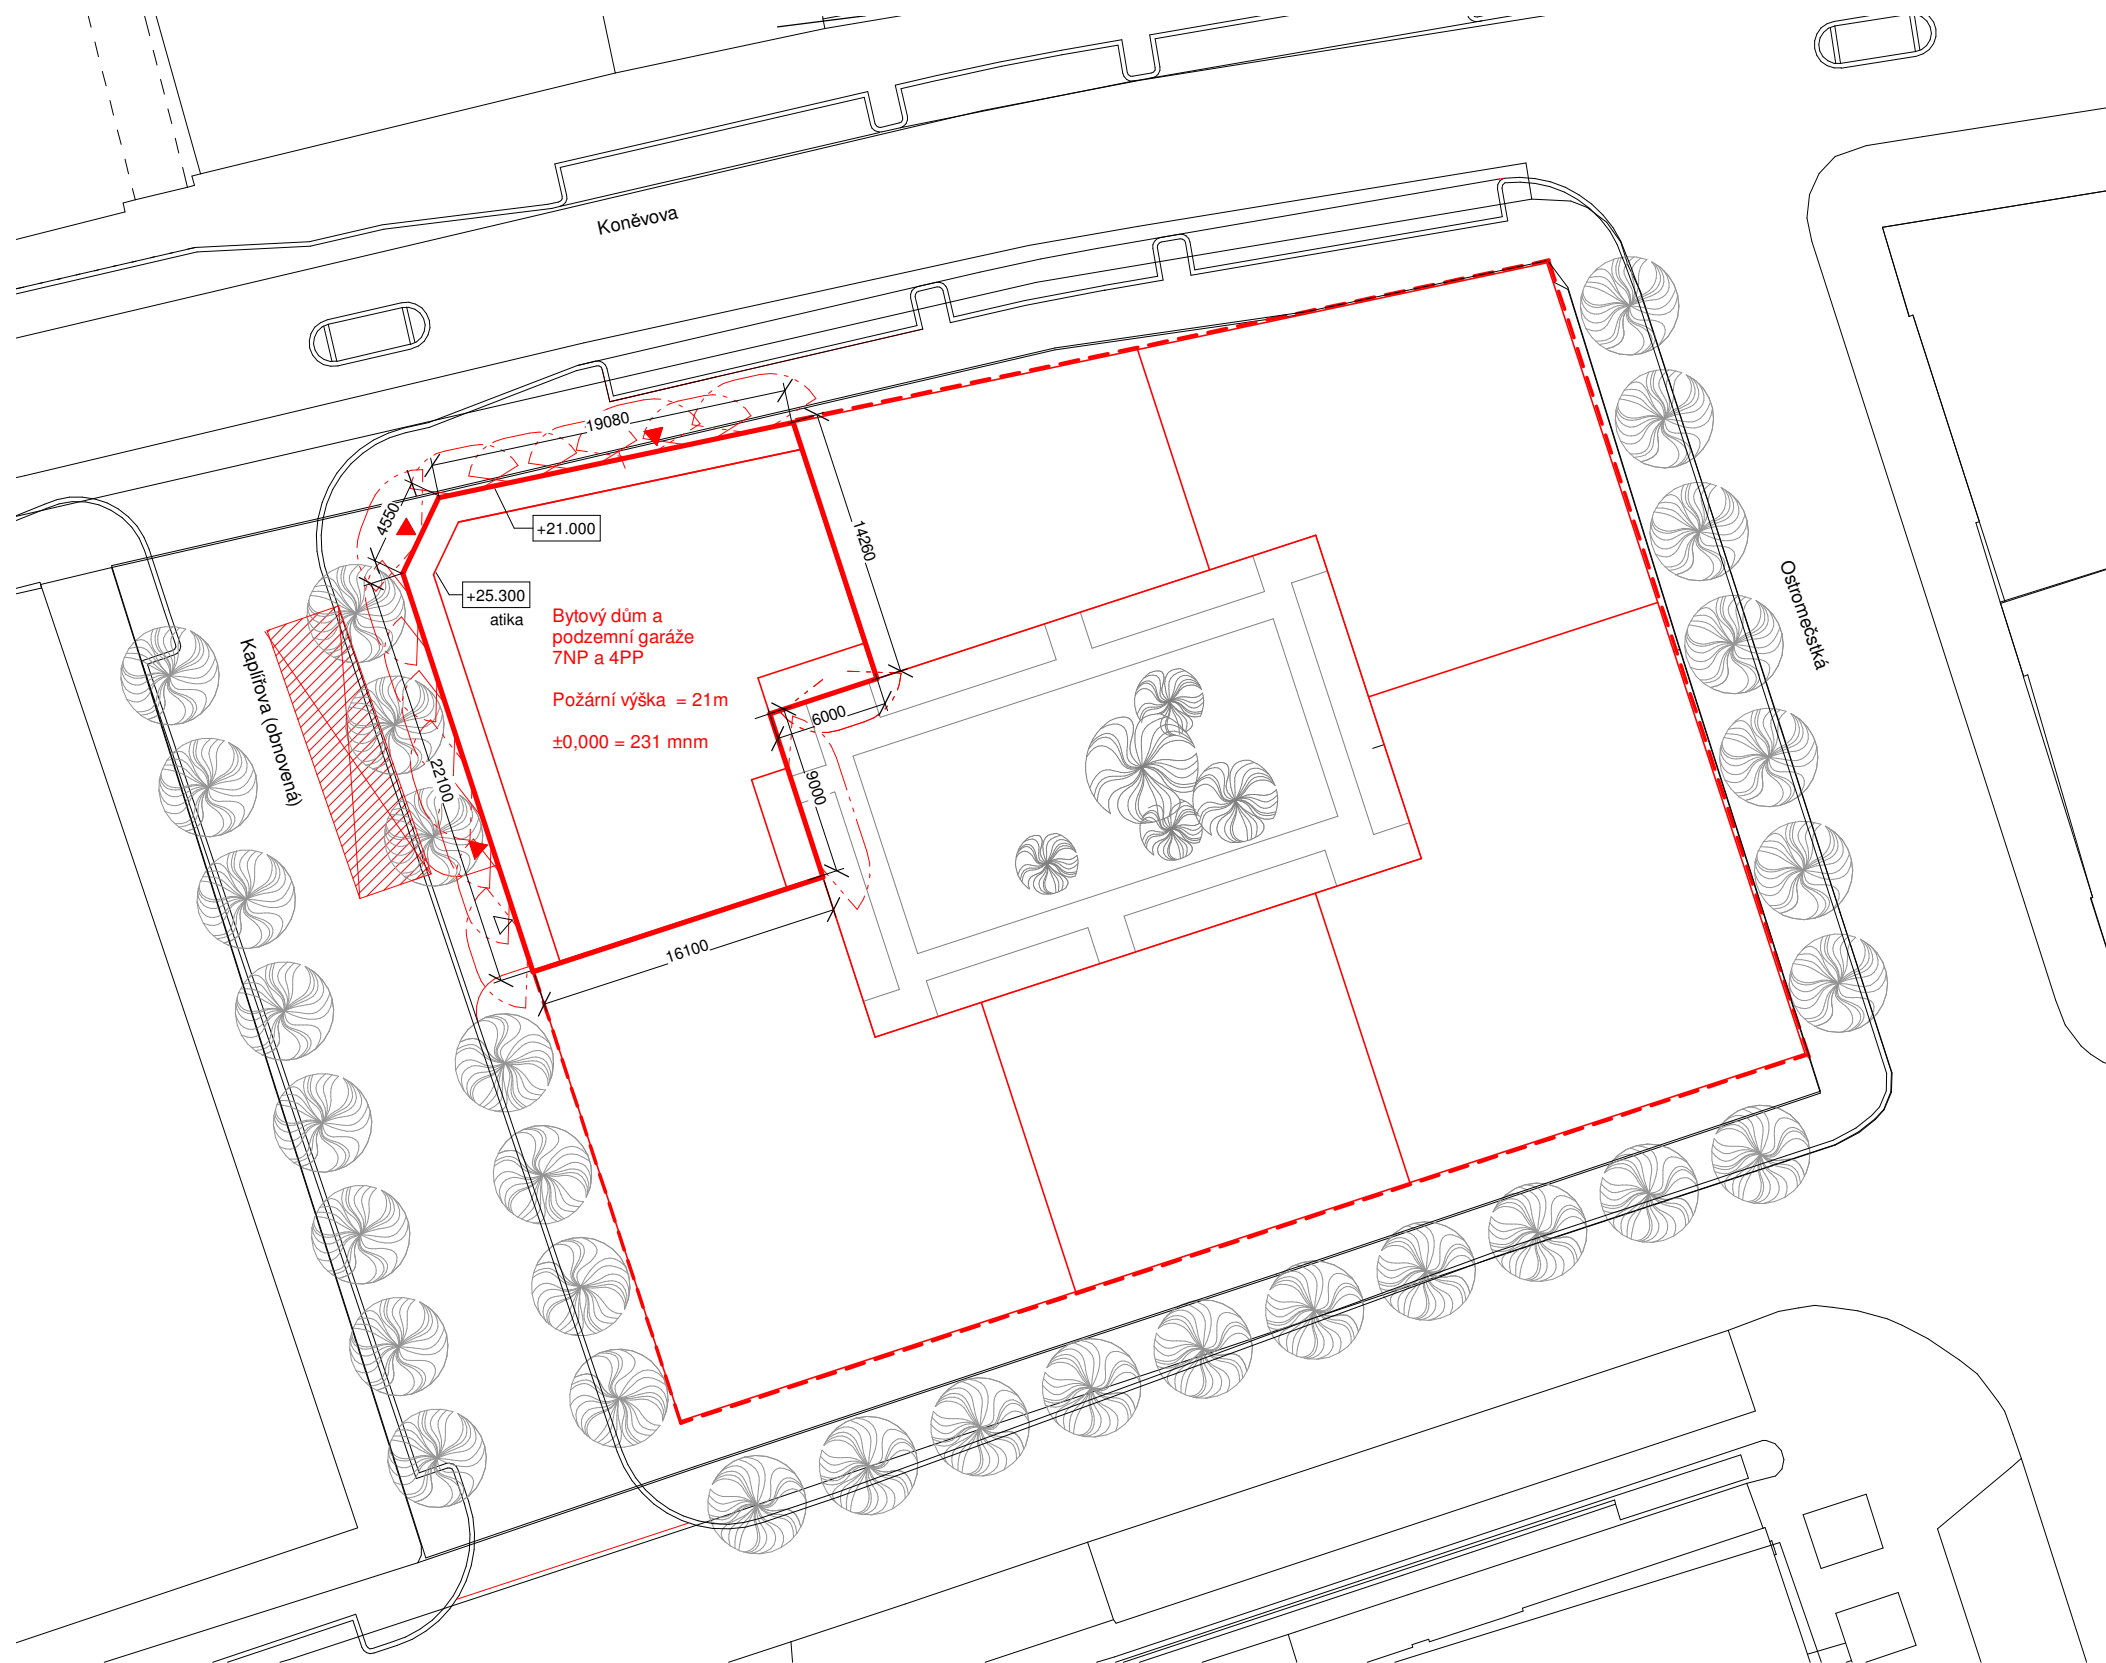 Koněvova
19080
4550
+21.000
14260
+25.300
atika
Bytový dům a
podzemní garáže
7NP a 4PP
Požární výška = 21m
±0,000 = 231 mnm
6000
9000
22100
16100
Kaplířova (obnovená)
Ostromečstká